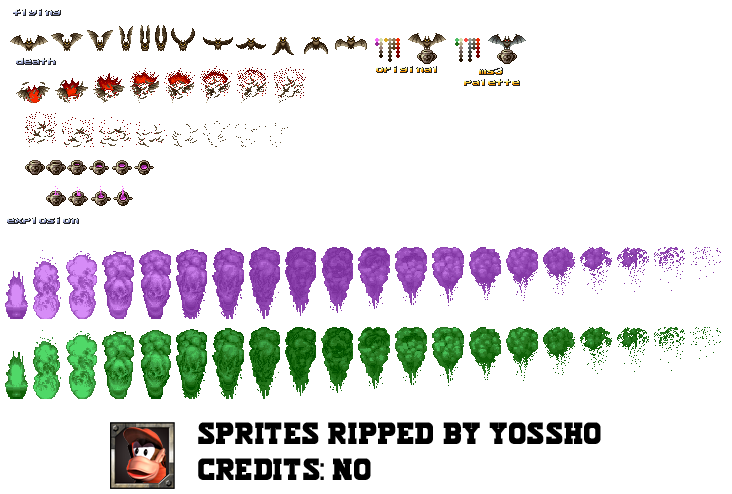 flying
death
original
ms3
palette
explosion
SPRITES RIPPED BY YOSSHO
CREDITS: NO